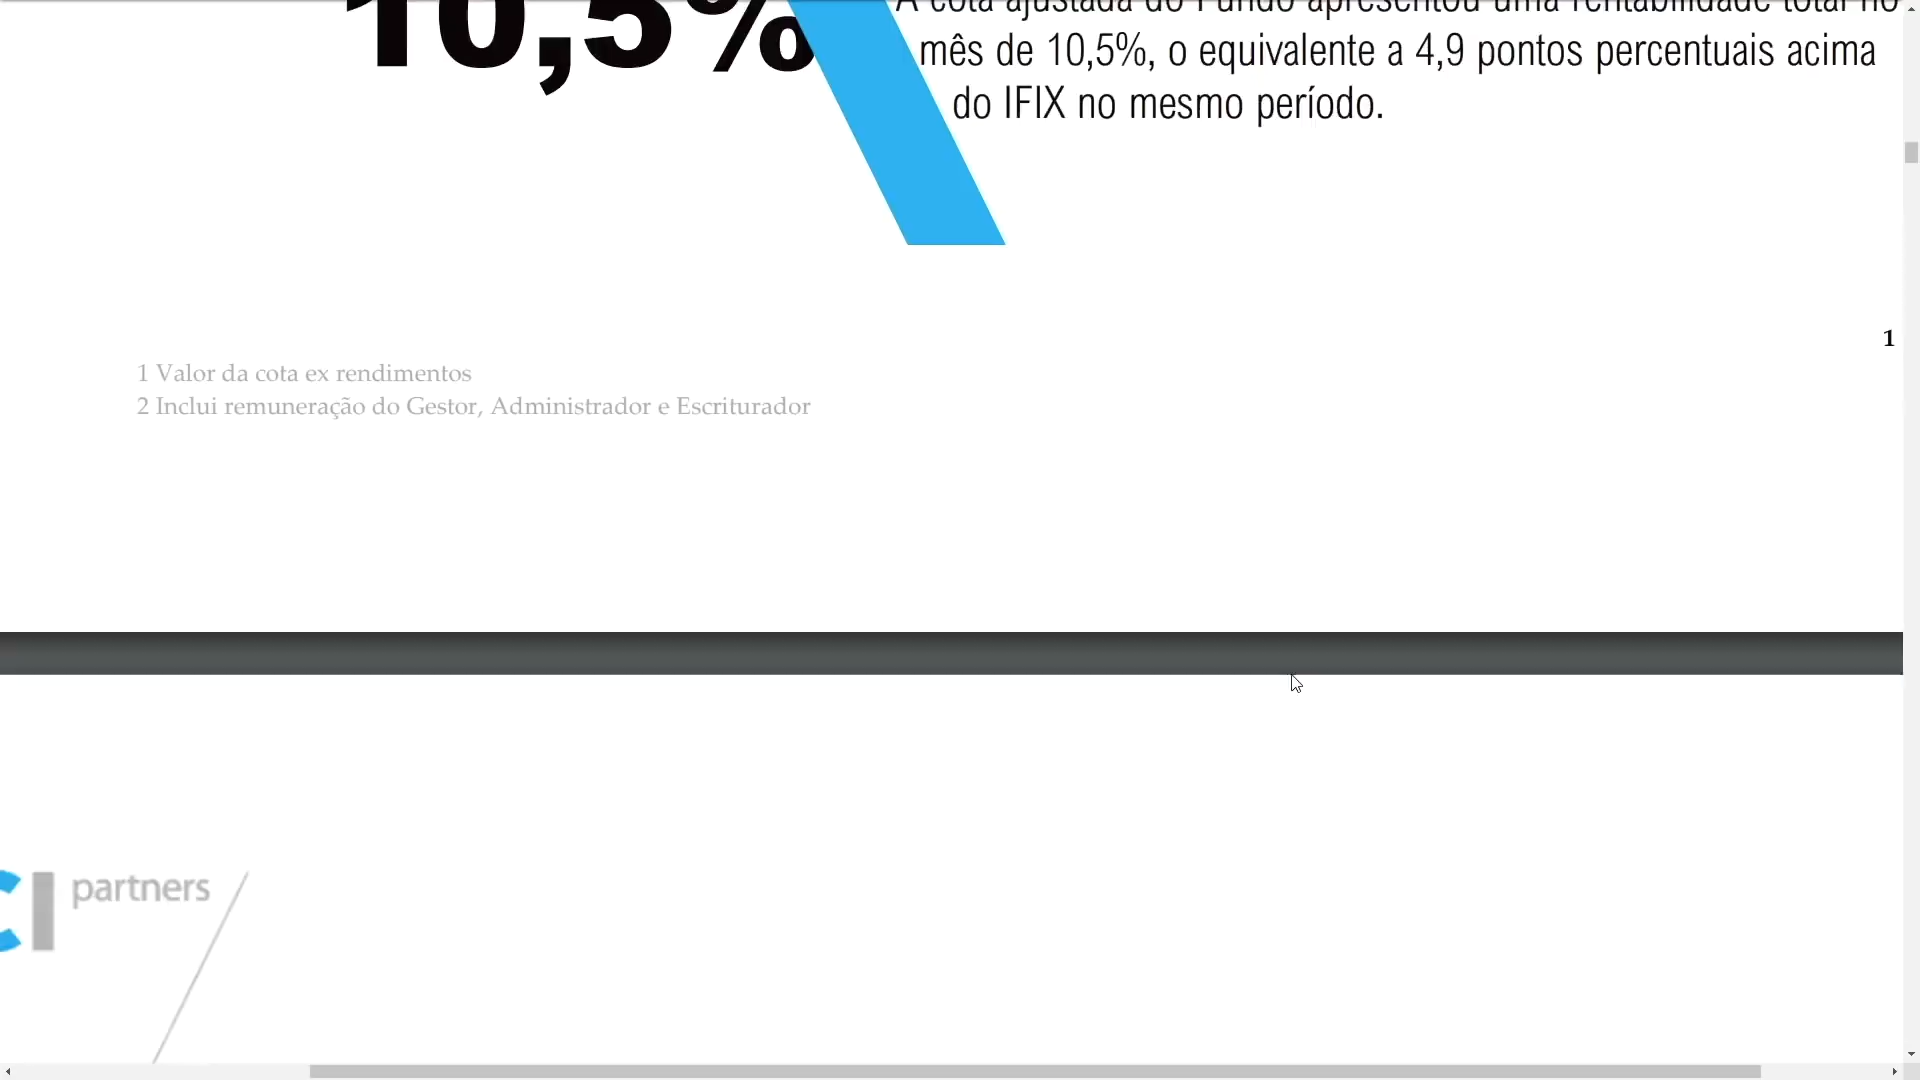 10,5%
A cota ajustada do Fundo apresentou uma rentabilidade total no
mês de 10,5%, o equivalente a 4,9 pontos percentuais acima
do IFIX no mesmo período.
1
1 Valor da cota ex rendimentos
2 Inclui remuneração do Gestor, Administrador e Escriturador
CI partners